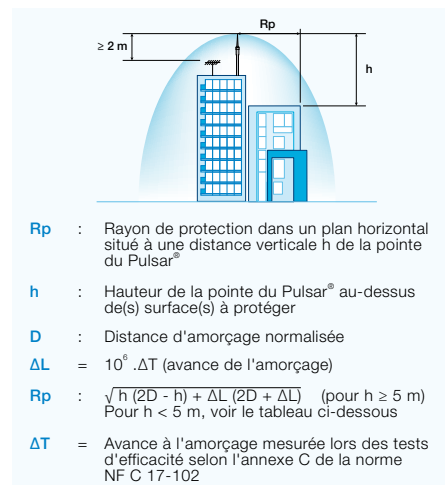 Rp
≥ 2 m
h
Rp : Rayon de protection dans un plan horizontal
situé à une distance verticale h de la pointe
du Pulsar®
h : Hauteur de la pointe du Pulsar® au-dessus
de(s) surface(s) à protéger
D : Distance d'amorçage normalisée
ΔL = 10⁶ .ΔT (avance de l'amorçage)
Rp : √ h (2D - h) + ΔL (2D + ΔL) (pour h ≥ 5 m)
Pour h < 5 m, voir le tableau ci-dessous
ΔT = Avance à l'amorçage mesurée lors des tests
d'efficacité selon l'annexe C de la norme
NF C 17-102